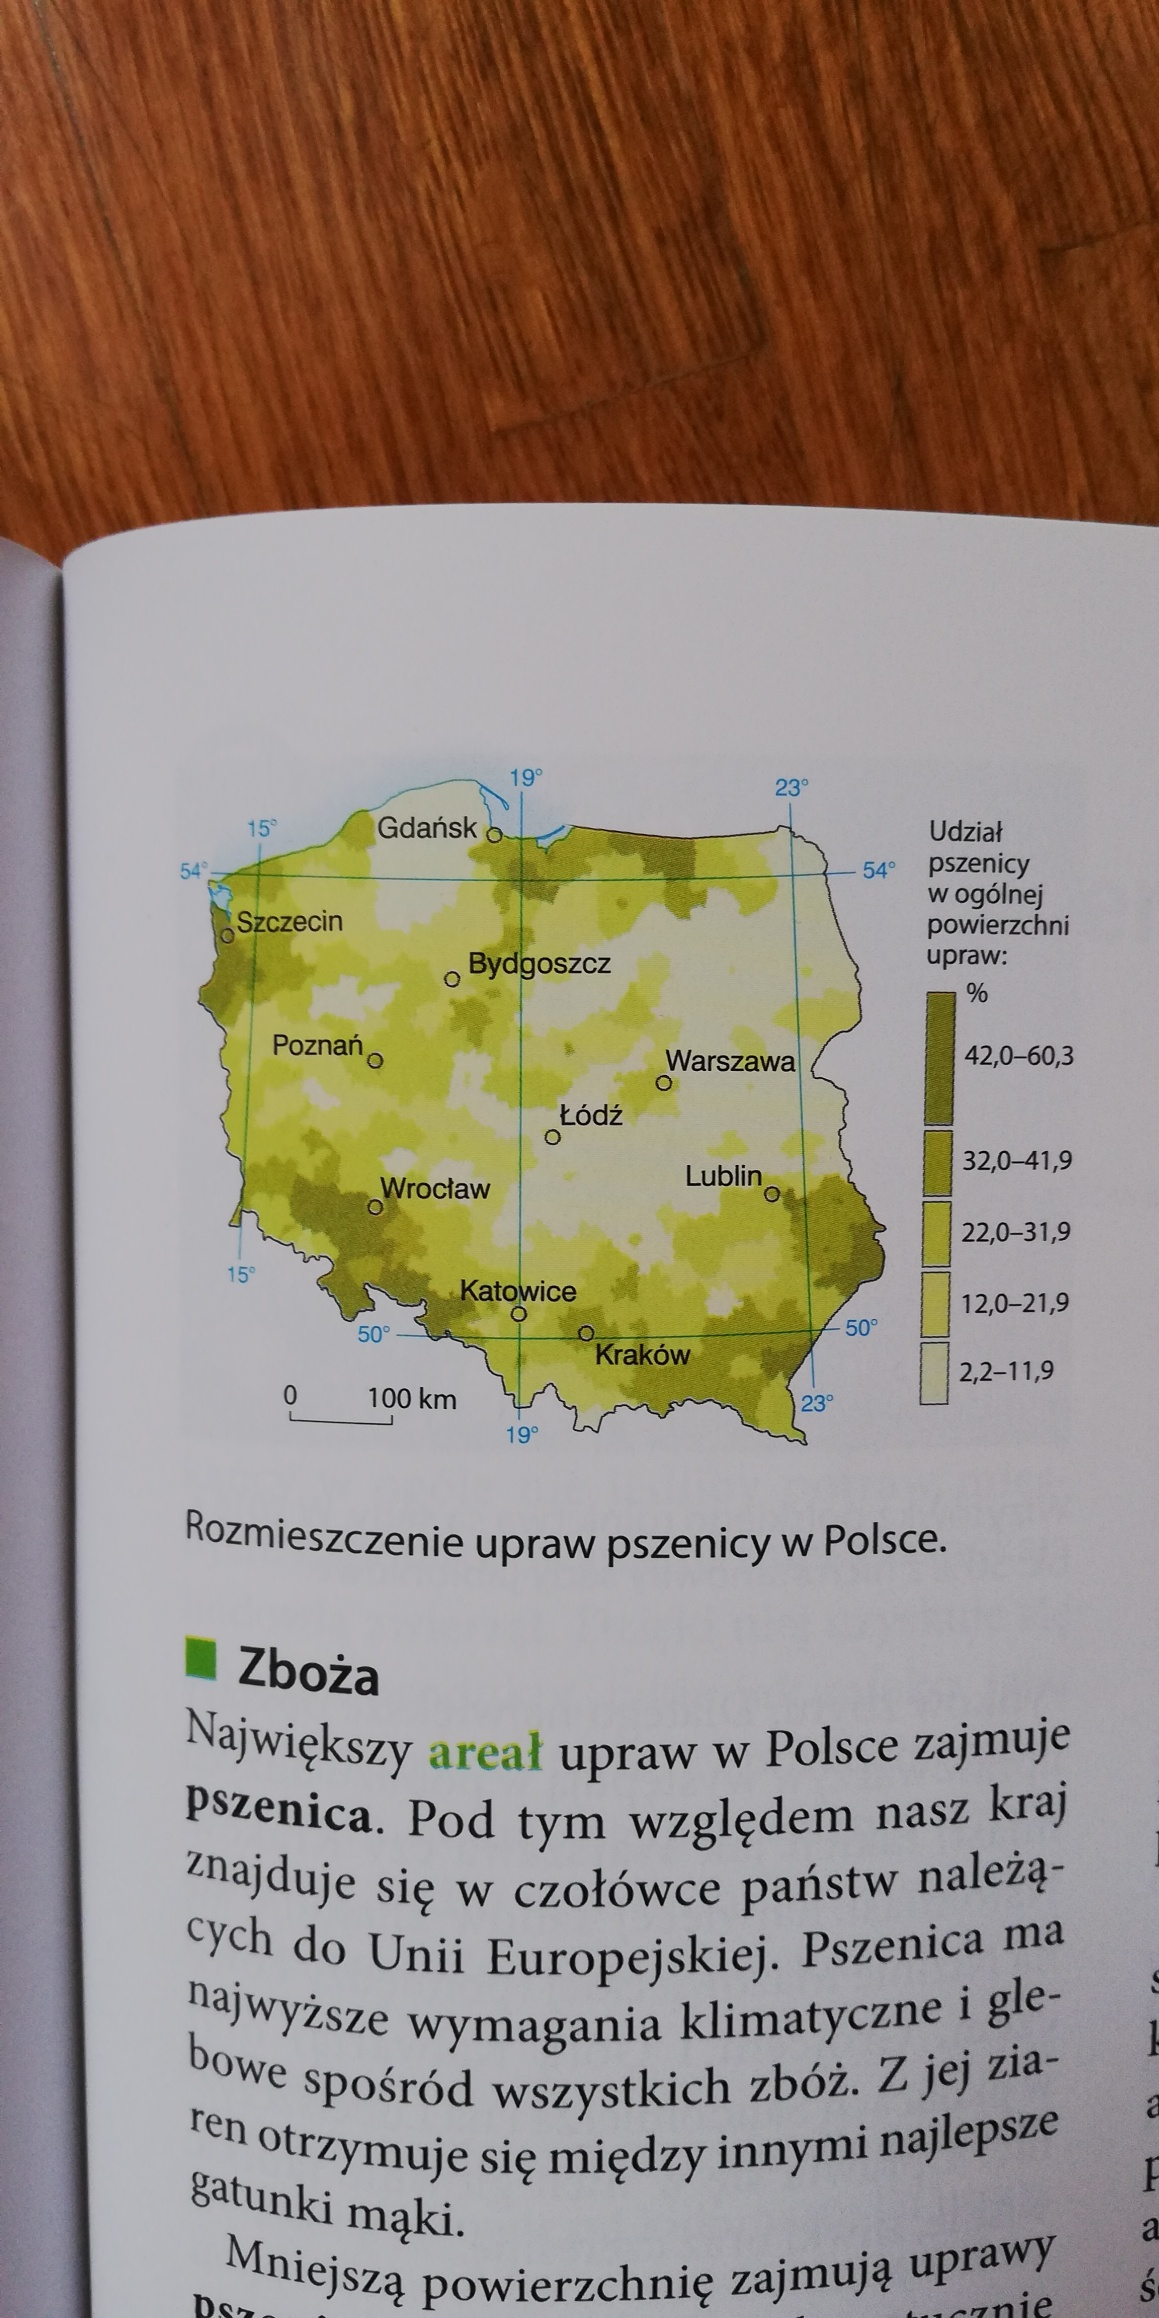 19°
23°
15°
Gdańsk
54°
54°
Szczecin
Bydgoszcz
Poznań
Warszawa
Łódź
Lublin
Wrocław
15°
Katowice
50°
50°
Kraków
0 100 km
23°
19°
Udział
pszenicy
w ogólnej
powierzchni
upraw:
%
42,0–60,3
32,0–41,9
22,0–31,9
12,0–21,9
2,2–11,9
Rozmieszczenie upraw pszenicy w Polsce.
Zboża
Największy areał upraw w Polsce zajmuje
pszenica. Pod tym względem nasz kraj
znajduje się w czołówce państw należą-
cych do Unii Europejskiej. Pszenica ma
najwyższe wymagania klimatyczne i gle-
bowe spośród wszystkich zbóż. Z jej zia-
ren otrzymuje się między innymi najlepsze
gatunki mąki.
Mniejszą powierzchnię zajmują uprawy